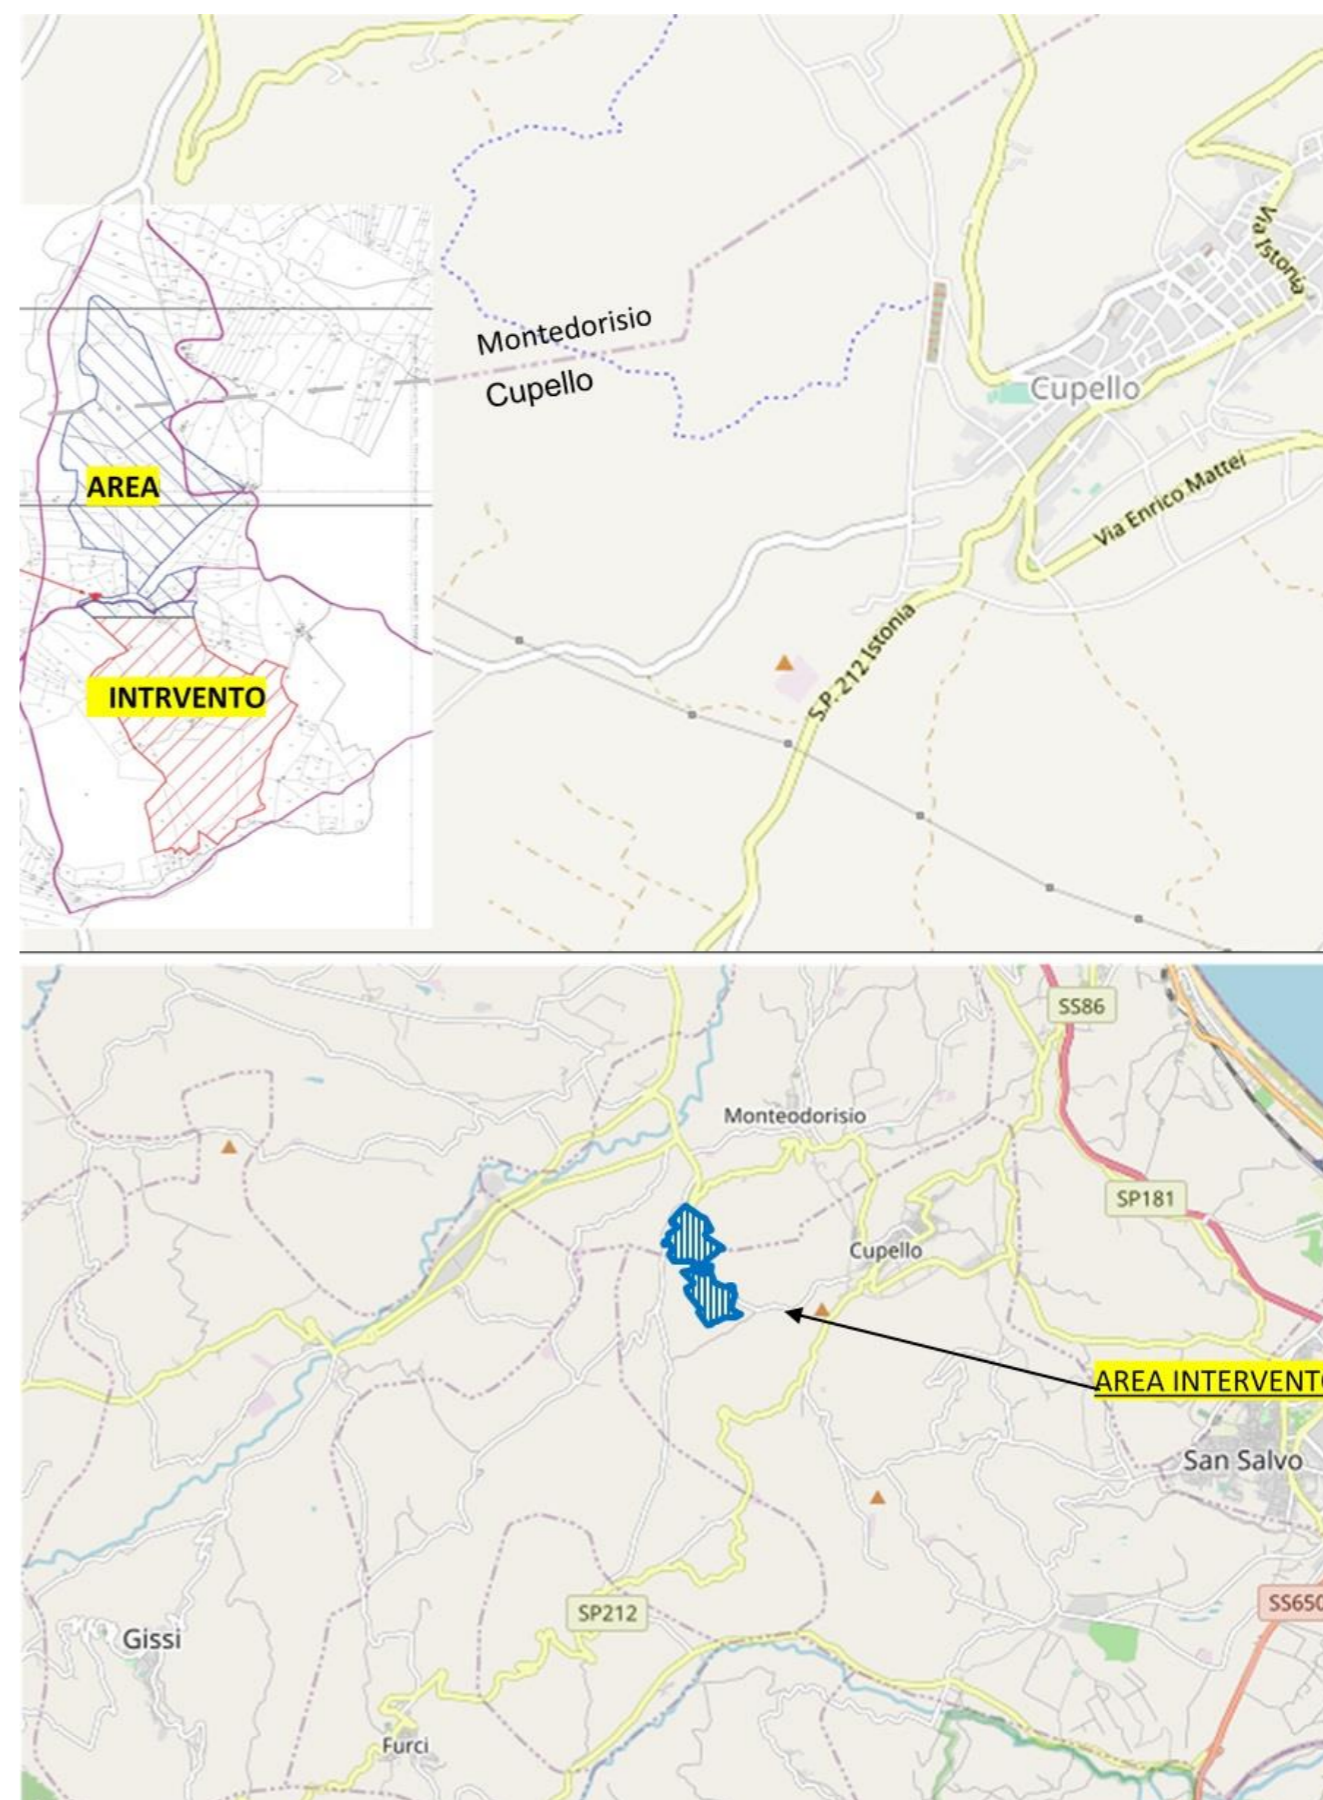 Via Istonia
Montedorisio
Cupello
Cupello
AREA
Via Enrico Mattei
S.P. 212 Istonia
INTRVENTO
SS86
Monteodorisio
SP181
Cupello
AREA INTERVENTO
San Salvo
SS650
SP212
Gissi
Furci